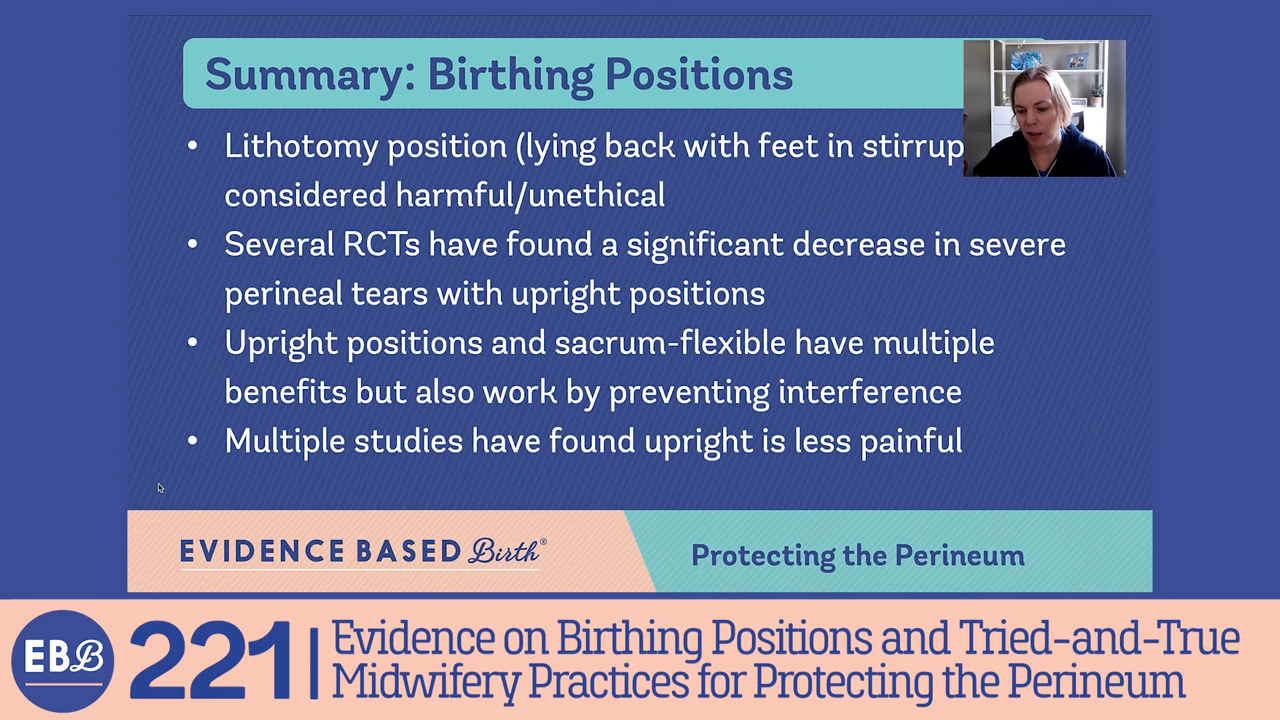 Summary: Birthing Positions
• Lithotomy position (lying back with feet in stirrup
considered harmful/unethical
• Several RCTs have found a significant decrease in severe
perineal tears with upright positions
• Upright positions and sacrum-flexible have multiple
benefits but also work by preventing interference
• Multiple studies have found upright is less painful
EVIDENCE BASED Birth®
Protecting the Perineum
EBB
221
Evidence on Birthing Positions and Tried-and-True
Midwifery Practices for Protecting the Perineum